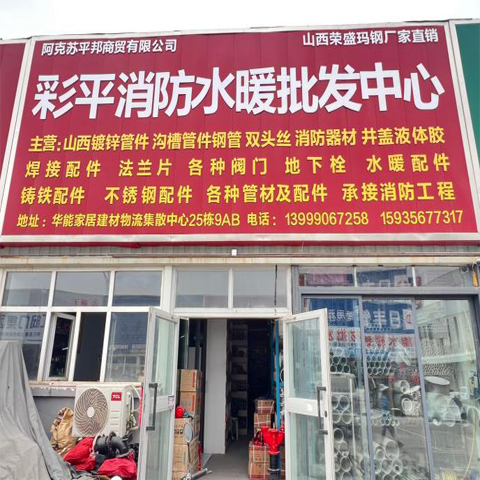 阿克苏平邦商贸有限公司 山西荣盛玛钢厂家直销
彩平消防水暖批发中心
主营:山西镀锌管件 沟槽管件钢管 双头丝 消防器材 井盖液体胶
焊接配件 法兰片 各种阀门 地下栓 水暖配件
铸铁配件 不锈钢配件 各种管材及配件 承接消防工程
地址:华能家居建材物流集散中心25栋9AB 电话:13999067258 15935677317
TCL